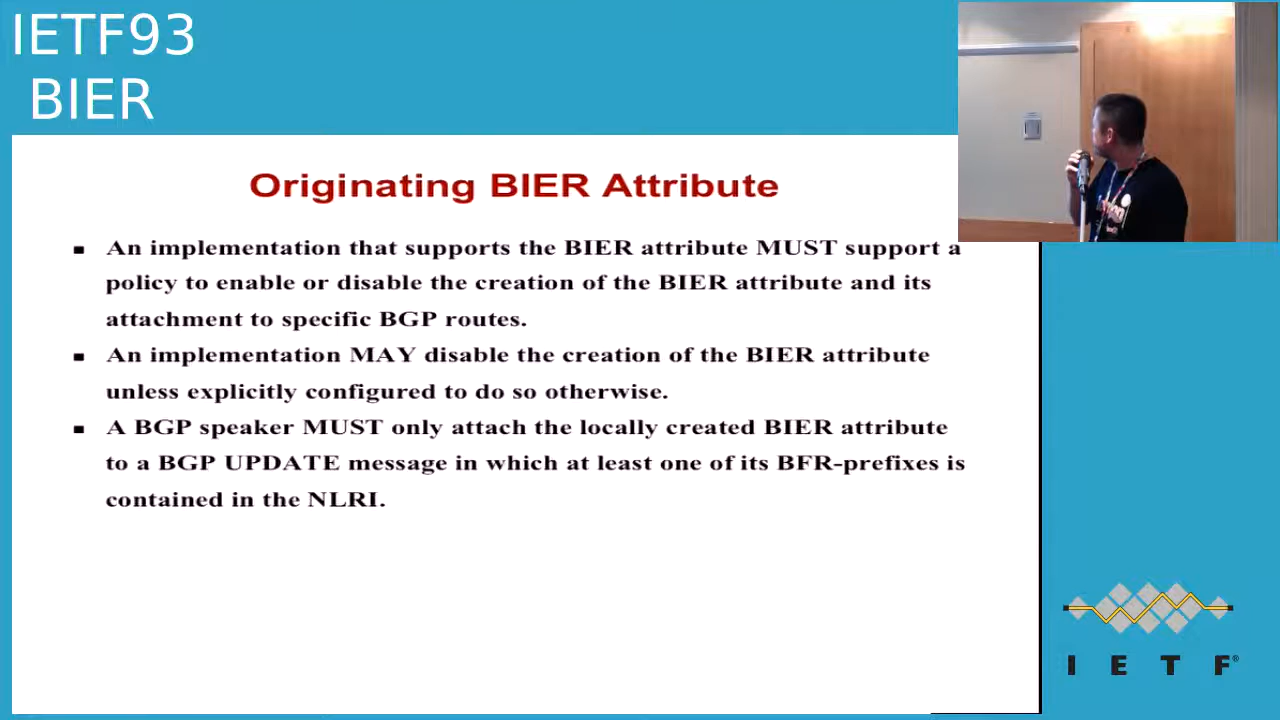 IETF93
BIER
Originating BIER Attribute
An implementation that supports the BIER attribute MUST support a
policy to enable or disable the creation of the BIER attribute and its
attachment to specific BGP routes.
An implementation MAY disable the creation of the BIER attribute
unless explicitly configured to do so otherwise.
A BGP speaker MUST only attach the locally created BIER attribute
to a BGP UPDATE message in which at least one of its BFR-prefixes is
contained in the NLRI.
I E T F®